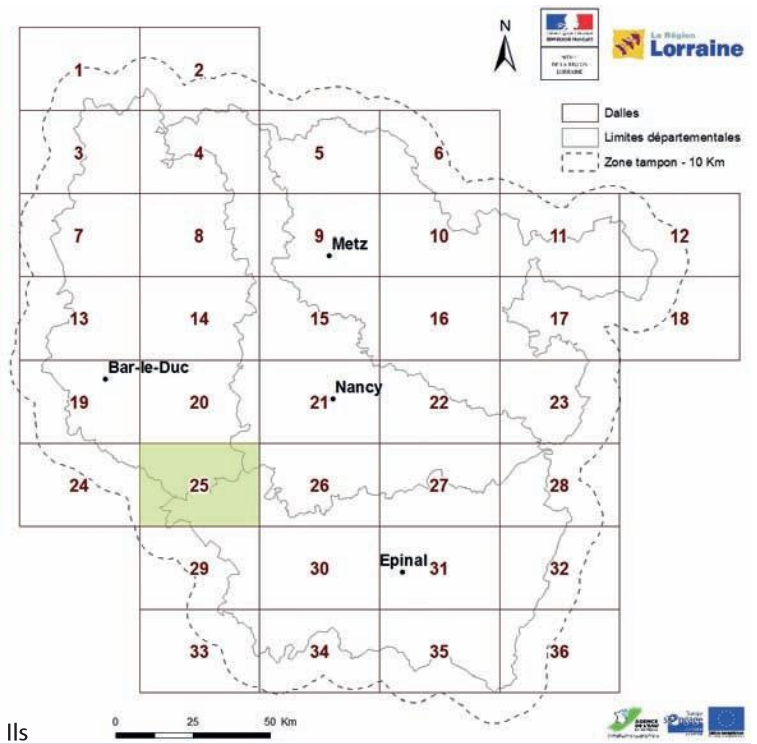 N
La Région
Lorraine
Dalles
Limites départementales
Zone tampon - 10 Km
1 2
3 4 5 6
7 8 9 10 11 12
Metz
13 14 15 16 17 18
Bar-le-Duc
19 20 21 22 23
Nancy
24 25 26 27 28
29 30 31 32
Epinal
33 34 35 36
lls
0 25 50 Km